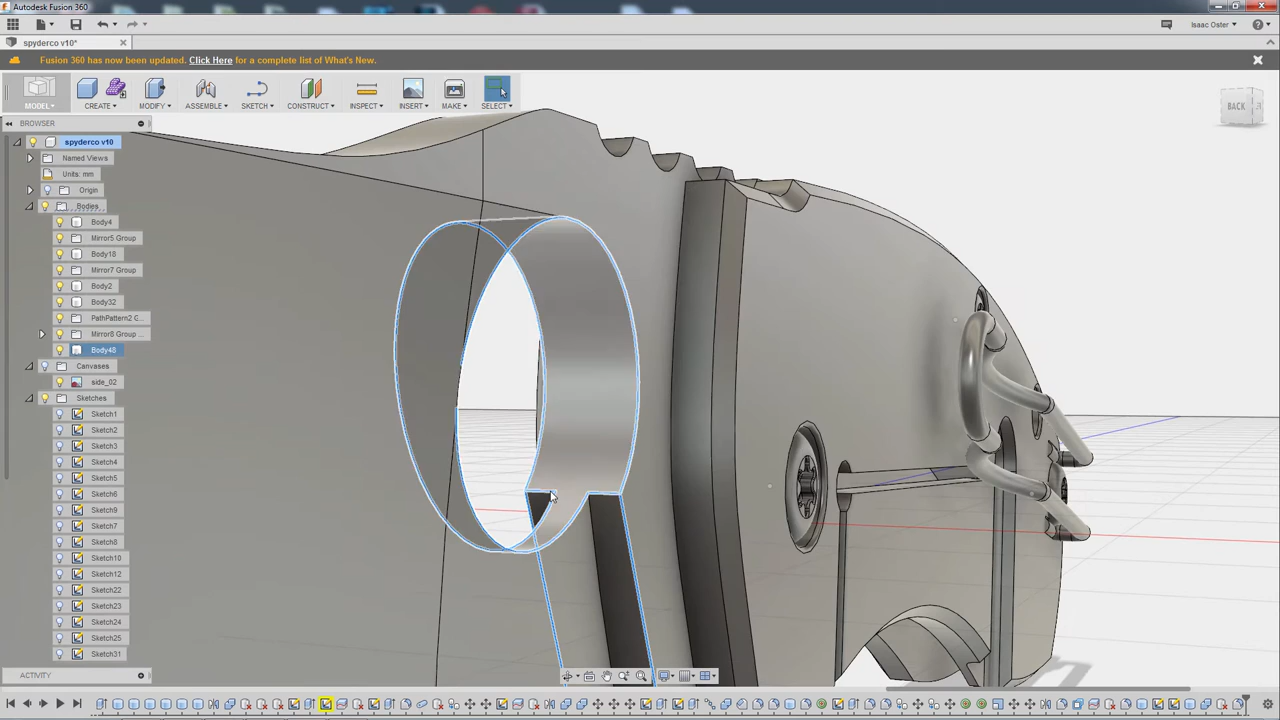 Autodesk Fusion 360
Isaac Oster
spyderco v10*
Fusion 360 has now been updated. Click Here for a complete list of What's New.
MODEL
CREATE
MODIFY
ASSEMBLE
SKETCH
CONSTRUCT
INSPECT
INSERT
MAKE
SELECT
BACK
BROWSER
spyderco v10
Named Views
Units: mm
Origin
Bodies
Body4
Mirror5 Group
Body18
Mirror7 Group
Body2
Body32
PathPattern2 G...
Mirror8 Group ...
Body48
Canvases
side_02
Sketches
Sketch1
Sketch2
Sketch3
Sketch4
Sketch5
Sketch6
Sketch9
Sketch7
Sketch8
Sketch10
Sketch12
Sketch22
Sketch23
Sketch24
Sketch25
Sketch31
ACTIVITY